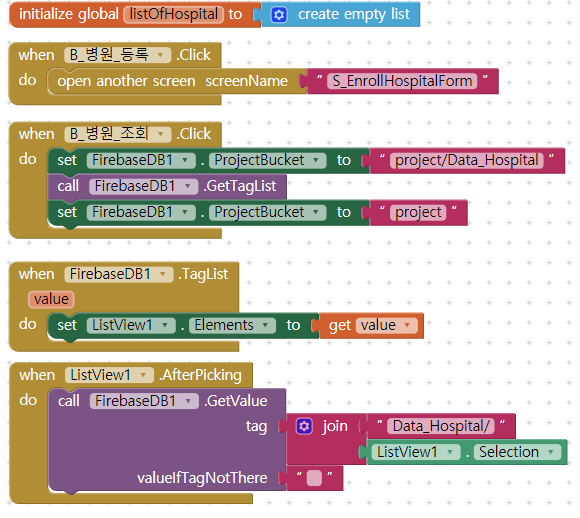 initialize global listOfHospital to create empty list
when B_병원_등록 .Click
do open another screen screenName " S_EnrollHospitalForm "
when B_병원_조회 .Click
do set FirebaseDB1 . ProjectBucket to " project/Data_Hospital "
call FirebaseDB1 .GetTagList
set FirebaseDB1 . ProjectBucket to " project "
when FirebaseDB1 .TagList
value
do set ListView1 . Elements to get value
when ListView1 .AfterPicking
do call FirebaseDB1 .GetValue
tag join " Data_Hospital/ "
ListView1 . Selection
valueIfTagNotThere " "